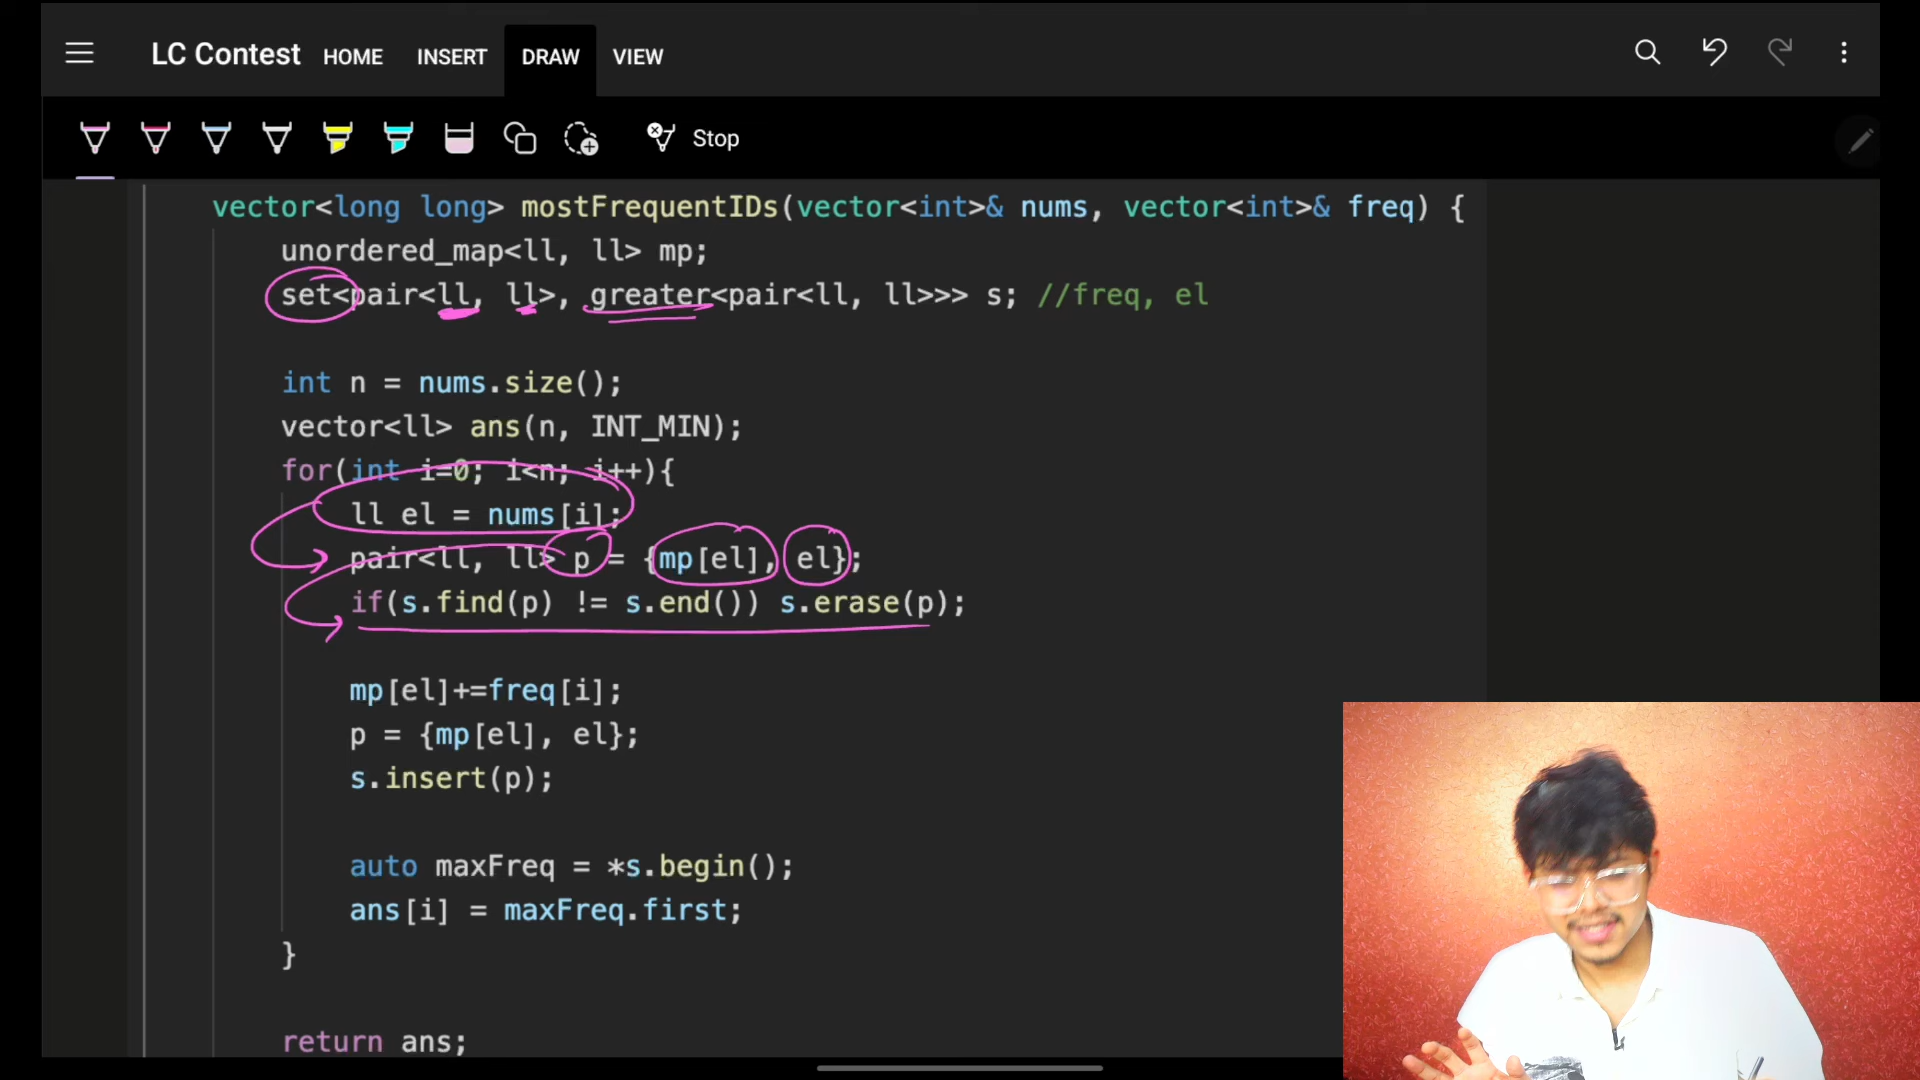 LC Contest HOME INSERT DRAW VIEW
Stop
vector<long long> mostFrequentIDs(vector<int>& nums, vector<int>& freq) {
unordered_map<ll, ll> mp;
set<pair<ll, ll>, greater<pair<ll, ll>>> s; //freq, el
int n = nums.size();
vector<ll> ans(n, INT_MIN);
for(int i=0; i<n; i++){
ll el = nums[i];
pair<ll, ll> p = {mp[el], el};
if(s.find(p) != s.end()) s.erase(p);
mp[el]+=freq[i];
p = {mp[el], el};
s.insert(p);
auto maxFreq = *s.begin();
ans[i] = maxFreq.first;
}
return ans;